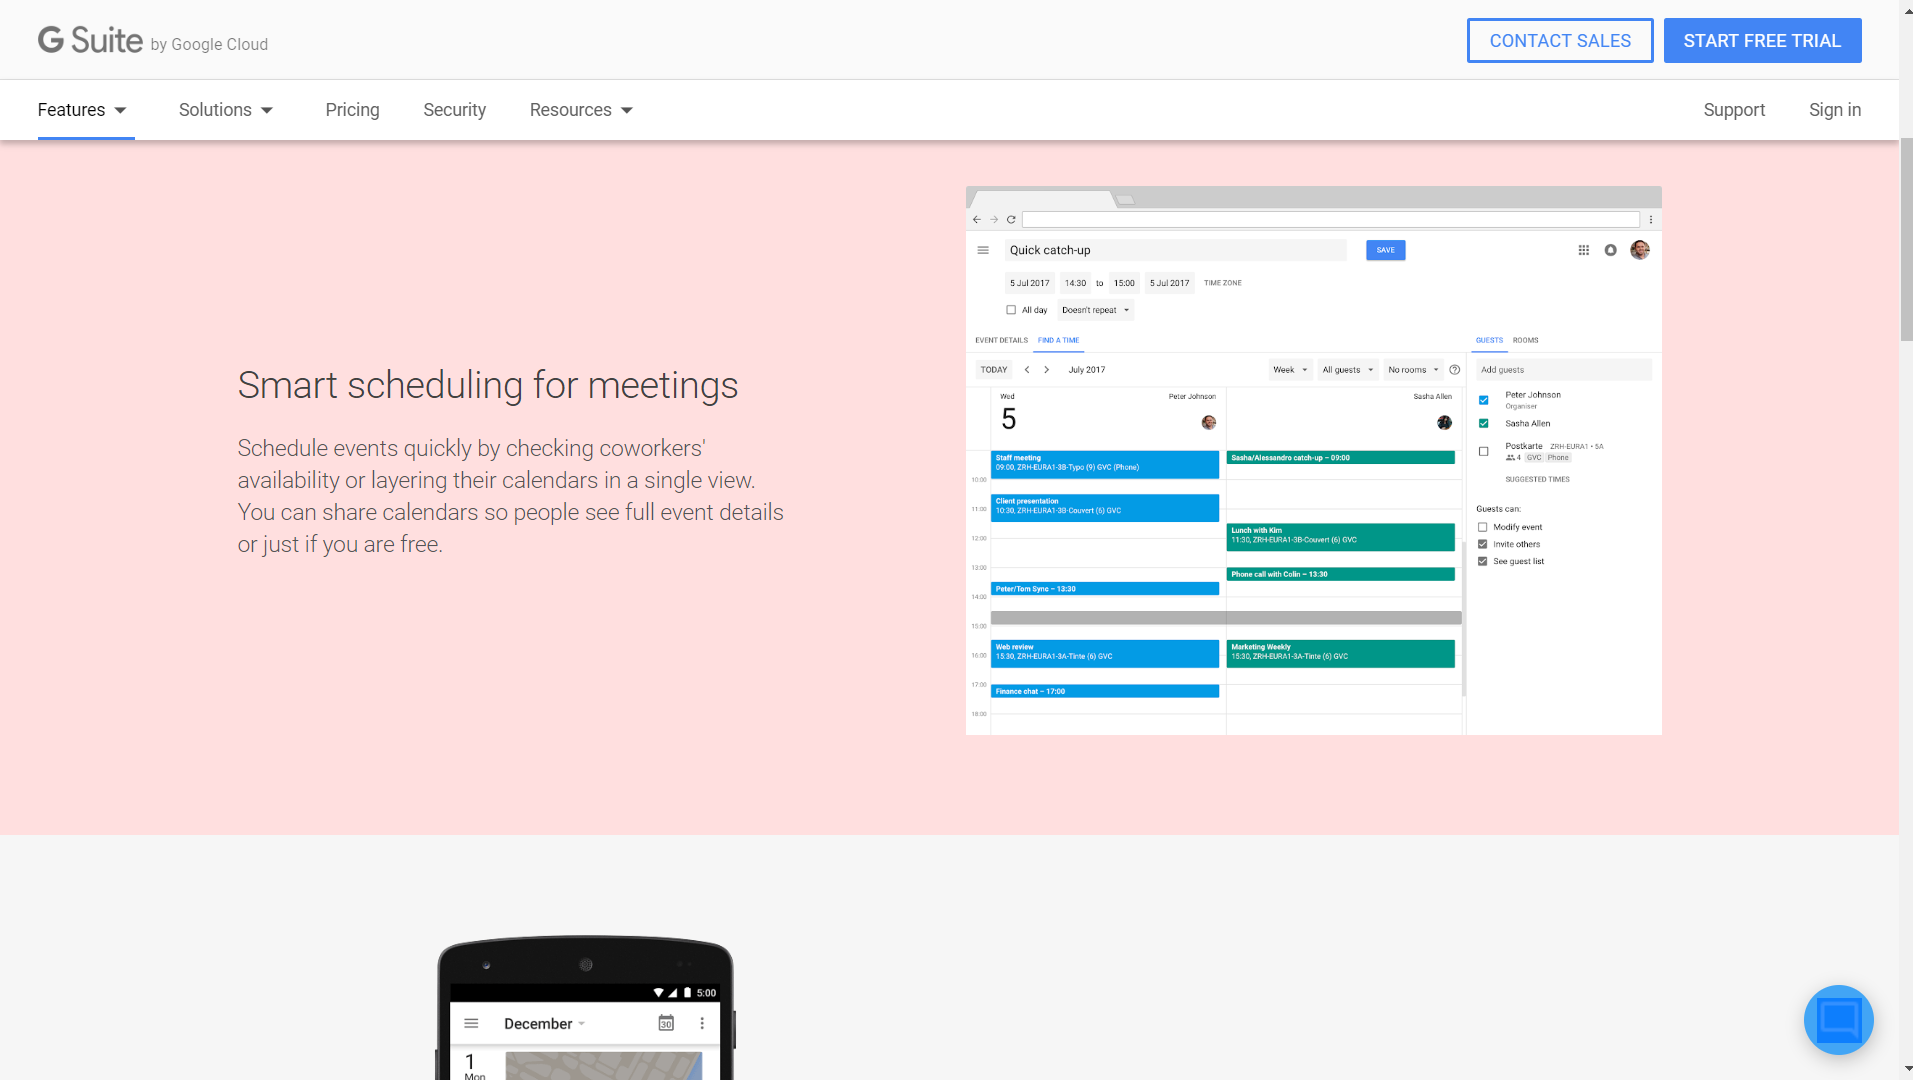 G Suite by Google Cloud
CONTACT SALES
START FREE TRIAL
Features
Solutions
Pricing
Security
Resources
Support
Sign in
Smart scheduling for meetings
Schedule events quickly by checking coworkers'
availability or layering their calendars in a single view.
You can share calendars so people see full event details
or just if you are free.
Quick catch-up
SAVE
5 Jul 2017 14:30 to 15:00 5 Jul 2017 TIME ZONE
All day Doesn't repeat
EVENT DETAILS FIND A TIME
GUESTS ROOMS
TODAY July 2017 Week All guests No rooms
Wed
5
Peter Johnson
Sasha Allen
Staff meeting
09:00, ZRH-EURA1-3B-Typo (9) GVC (Phone)
Sasha/Alessandro catch-up – 09:00
10:00
Client presentation
10:30, ZRH-EURA1-3B-Couvert (6) GVC
11:00
Lunch with Kim
11:30, ZRH-EURA1-3B-Couvert (6) GVC
12:00
13:00
Phone call with Colin – 13:30
Peter/Tom Sync – 13:30
14:00
15:00
Web review
15:30, ZRH-EURA1-3A-Tinte (6) GVC
Marketing Weekly
15:30, ZRH-EURA1-3A-Tinte (6) GVC
16:00
17:00
Finance chat – 17:00
18:00
Add guests
Peter Johnson
Organiser
Sasha Allen
Postkarte ZRH-EURA1 • 5A
4 GVC Phone
SUGGESTED TIMES
Guests can:
Modify event
Invite others
See guest list
5:00
December
30
1
Mon